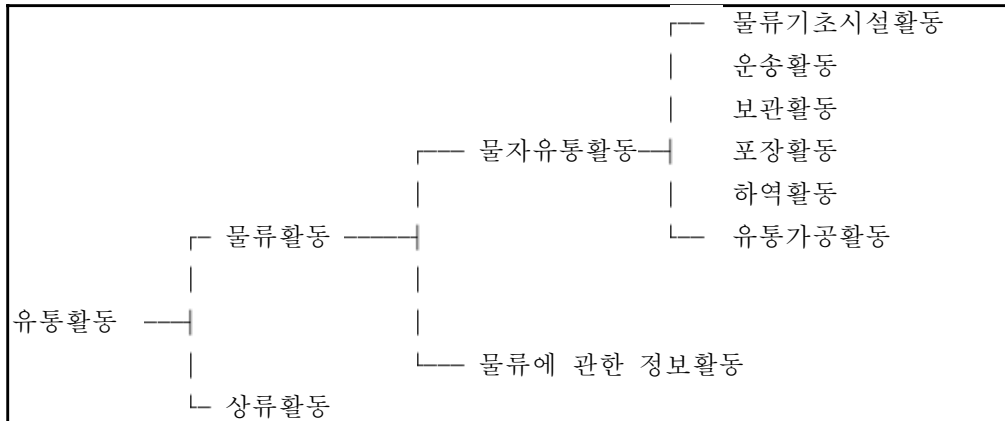 물류기초시설활동
운송활동
보관활동
물자유통활동 포장활동
하역활동
물류활동 유통가공활동
유통활동
물류에 관한 정보활동
상류활동